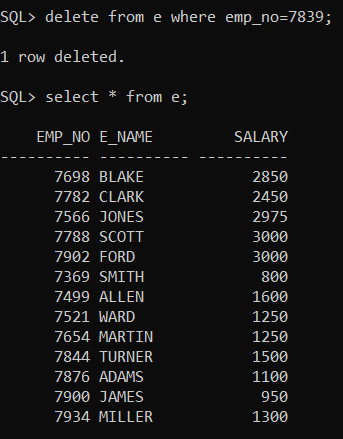 SQL> delete from e where emp_no=7839;
1 row deleted.
SQL> select * from e;
EMP_NO E_NAME SALARY
---------- ---------- ----------
7698 BLAKE 2850
7782 CLARK 2450
7566 JONES 2975
7788 SCOTT 3000
7902 FORD 3000
7369 SMITH 800
7499 ALLEN 1600
7521 WARD 1250
7654 MARTIN 1250
7844 TURNER 1500
7876 ADAMS 1100
7900 JAMES 950
7934 MILLER 1300